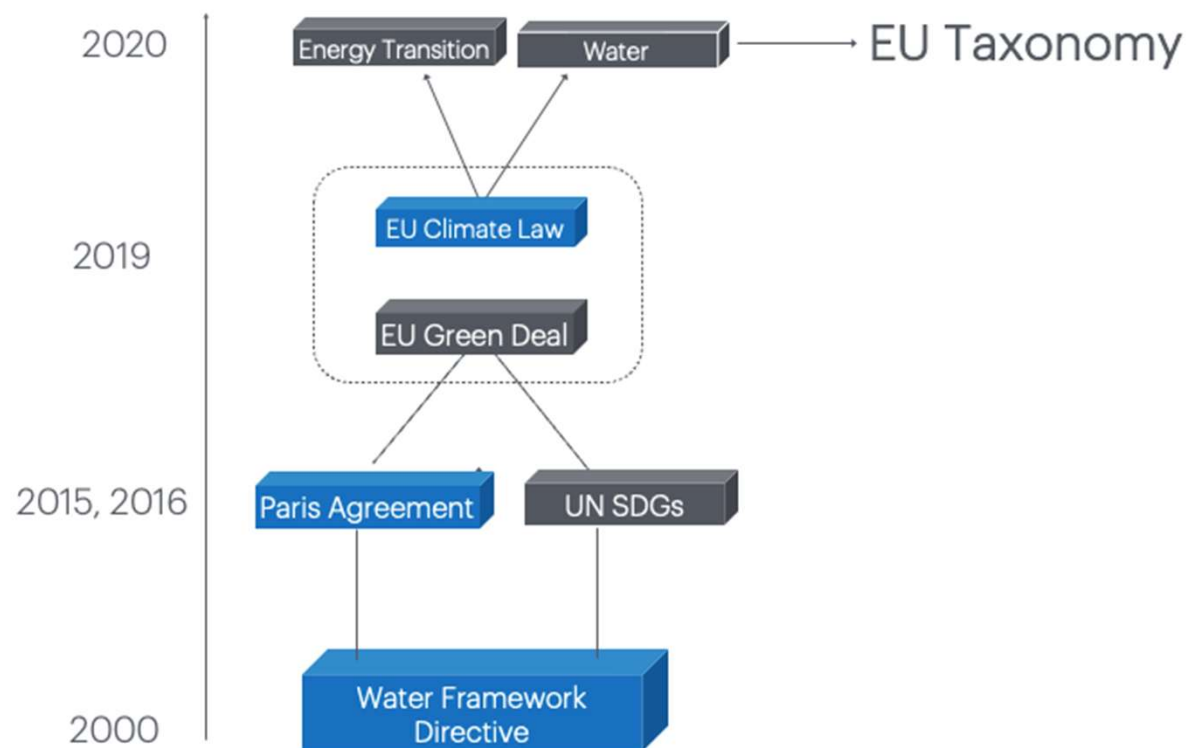 2020
Energy Transition
Water
EU Taxonomy
EU Climate Law
2019
EU Green Deal
2015, 2016
Paris Agreement
UN SDGs
Water Framework
Directive
2000